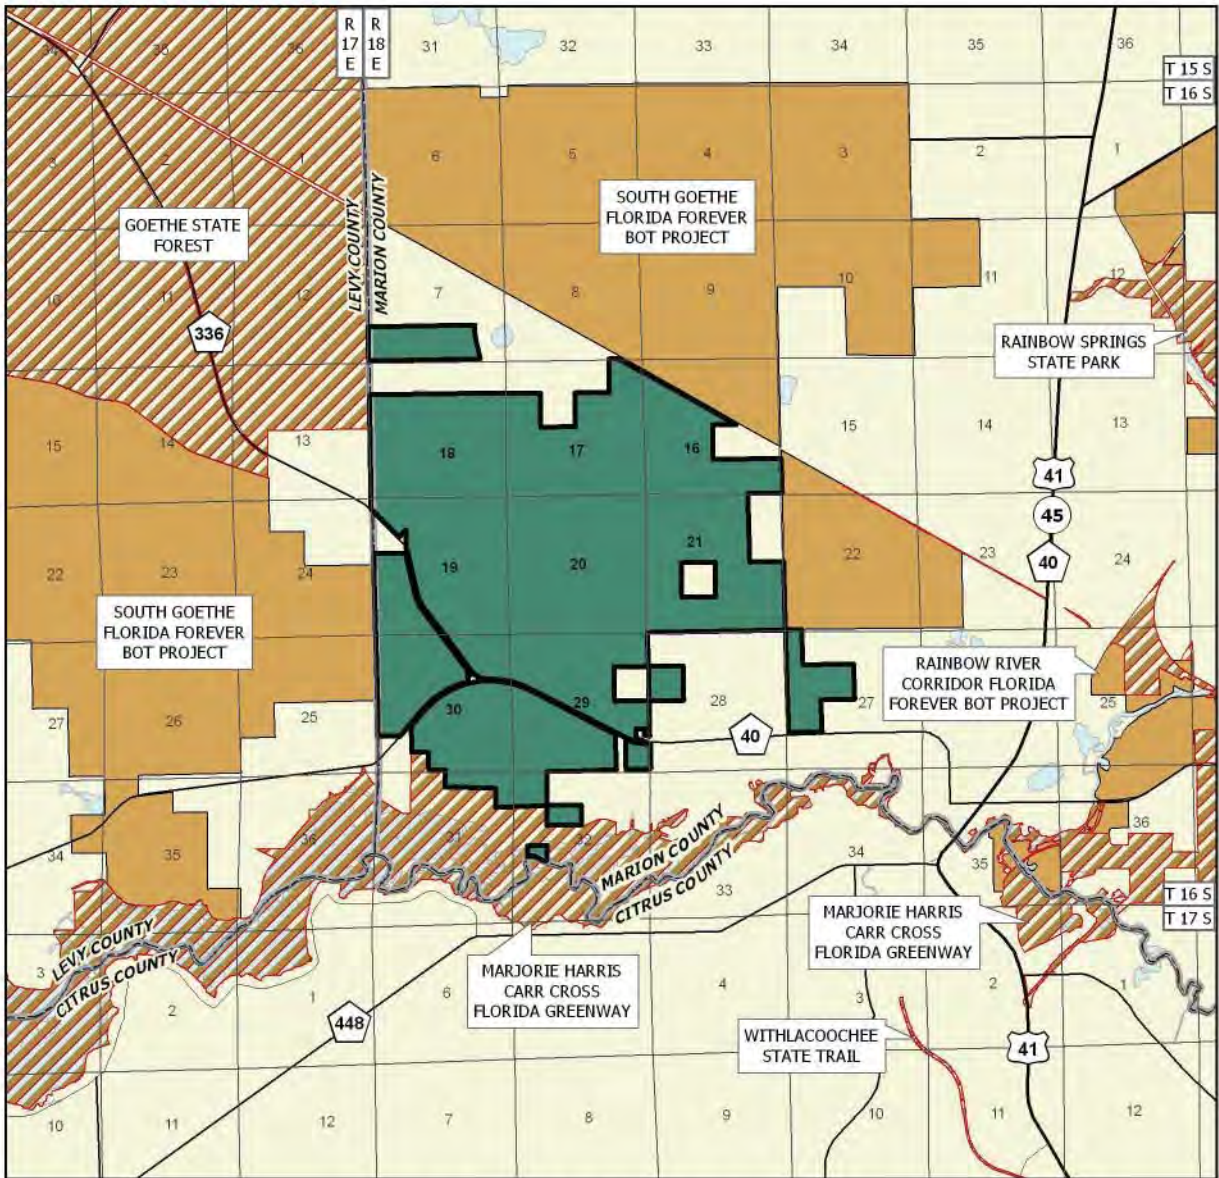 R
17
E
R
18
E
34
35
36
31
32
33
34
35
36
T 15 S
T 16 S
3
2
1
6
5
4
3
2
1
GOETHE STATE
FOREST
LEVY COUNTY
MARION COUNTY
SOUTH GOETHE
FLORIDA FOREVER
BOT PROJECT
10
11
12
7
8
9
10
11
12
336
RAINBOW SPRINGS
STATE PARK
15
14
13
18
17
16
15
14
13
41
45
40
22
23
24
19
20
21
22
23
24
SOUTH GOETHE
FLORIDA FOREVER
BOT PROJECT
RAINBOW RIVER
CORRIDOR FLORIDA
FOREVER BOT PROJECT
27
26
25
30
29
28
27
25
40
34
35
36
31
32
33
34
35
36
MARION COUNTY
CITRUS COUNTY
T 16 S
T 17 S
MARJORIE HARRIS
CARR CROSS
FLORIDA GREENWAY
LEVY COUNTY
CITRUS COUNTY
MARJORIE HARRIS
CARR CROSS
FLORIDA GREENWAY
3
2
1
6
4
3
2
1
448
WITHLACOOCHEE
STATE TRAIL
41
10
11
12
7
8
9
10
11
12